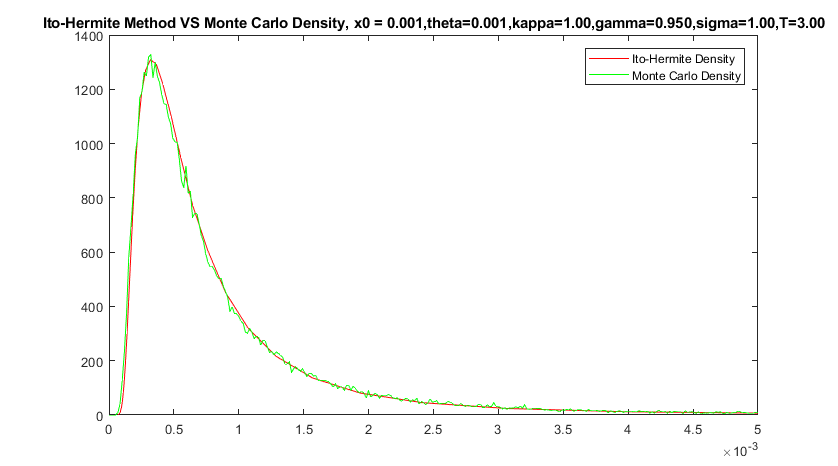 Ito-Hermite Method VS Monte Carlo Density, x0 = 0.001,theta=0.001,kappa=1.00,gamma=0.950,sigma=1.00,T=3.00
1400
Ito-Hermite Density
Monte Carlo Density
1200
1000
800
600
400
200
0
0 0.5 1 1.5 2 2.5 3 3.5 4 4.5 5
×10⁻³